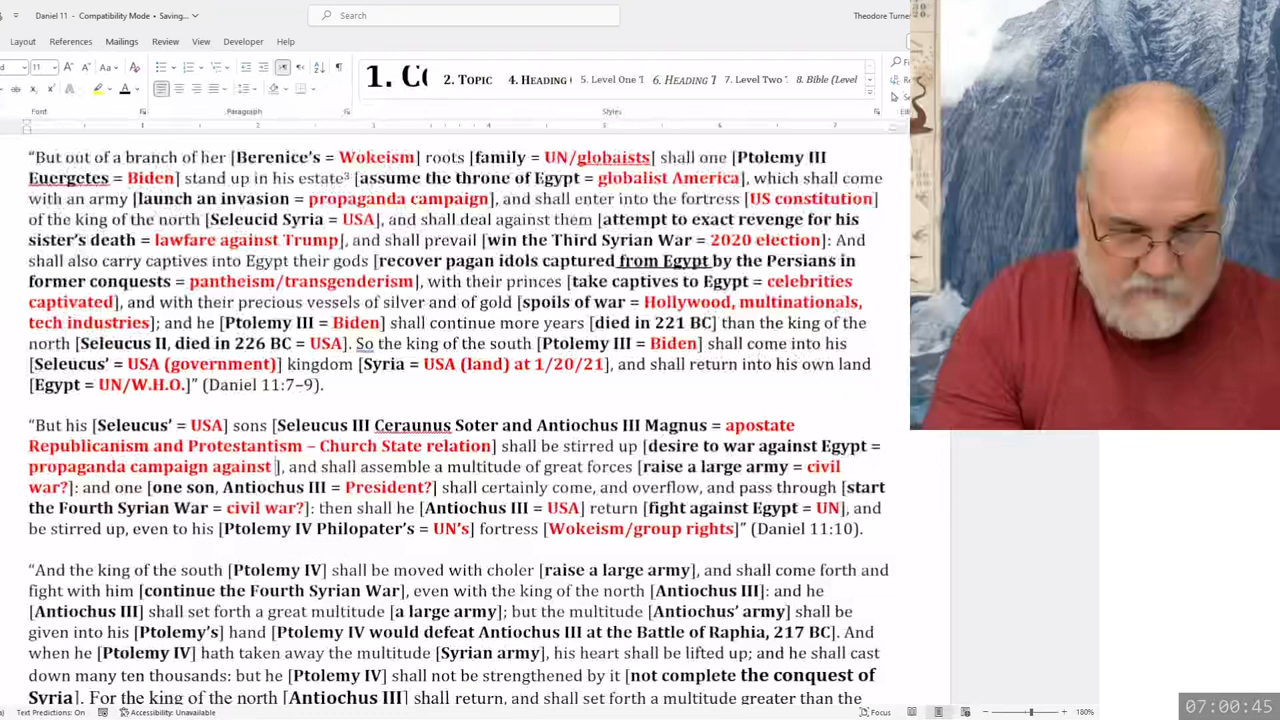 Daniel 11 - Compatibility Mode • Saving...
Search
Theodore Turner
Layout References Mailings Review View Developer Help
11 A A Aa
ab x A A
Font Paragraph Styles
2. TOPIC 4. HEADING 5. Level One 6. HEADING 7. Level Two 8. Bible (Level
1 2 3 4 5 6 7
“But out of a branch of her [Berenice’s = Wokeism] roots [family = UN/globaists] shall one [Ptolemy III
Euergetes = Biden] stand up in his estate³ [assume the throne of Egypt = globalist America], which shall come
with an army [launch an invasion = propaganda campaign], and shall enter into the fortress [US constitution]
of the king of the north [Seleucid Syria = USA], and shall deal against them [attempt to exact revenge for his
sister’s death = lawfare against Trump], and shall prevail [win the Third Syrian War = 2020 election]: And
shall also carry captives into Egypt their gods [recover pagan idols captured from Egypt by the Persians in
former conquests = pantheism/transgenderism], with their princes [take captives to Egypt = celebrities
captivated], and with their precious vessels of silver and of gold [spoils of war = Hollywood, multinationals,
tech industries]; and he [Ptolemy III = Biden] shall continue more years [died in 221 BC] than the king of the
north [Seleucus II, died in 226 BC = USA]. So the king of the south [Ptolemy III = Biden] shall come into his
[Seleucus’ = USA (government)] kingdom [Syria = USA (land) at 1/20/21], and shall return into his own land
[Egypt = UN/W.H.O.]” (Daniel 11:7–9).
“But his [Seleucus’ = USA] sons [Seleucus III Ceraunus Soter and Antiochus III Magnus = apostate
Republicanism and Protestantism – Church State relation] shall be stirred up [desire to war against Egypt =
propaganda campaign against ], and shall assemble a multitude of great forces [raise a large army = civil
war?]: and one [one son, Antiochus III = President?] shall certainly come, and overflow, and pass through [start
the Fourth Syrian War = civil war?]: then shall he [Antiochus III = USA] return [fight against Egypt = UN], and
be stirred up, even to his [Ptolemy IV Philopater’s = UN’s] fortress [Wokeism/group rights]” (Daniel 11:10).
“And the king of the south [Ptolemy IV] shall be moved with choler [raise a large army], and shall come forth and
fight with him [continue the Fourth Syrian War], even with the king of the north [Antiochus III]: and he
[Antiochus III] shall set forth a great multitude [a large army]; but the multitude [Antiochus’ army] shall be
given into his [Ptolemy’s] hand [Ptolemy IV would defeat Antiochus III at the Battle of Raphia, 217 BC]. And
when he [Ptolemy IV] hath taken away the multitude [Syrian army], his heart shall be lifted up; and he shall cast
down many ten thousands: but he [Ptolemy IV] shall not be strengthened by it [not complete the conquest of
Syria]. For the king of the north [Antiochus III] shall return, and shall set forth a multitude greater than the
Text Predictions: On Accessibility: Unavailable Focus 180%
07:00:45